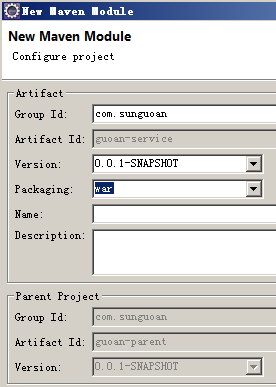 New Maven Module
New Maven Module
Configure project
Artifact
Group Id: com.sunguoan
Artifact Id: guoan-service
Version: 0.0.1-SNAPSHOT
Packaging: war
Name:
Description:
Parent Project
Group Id: com.sunguoan
Artifact Id: guoan-parent
Version: 0.0.1-SNAPSHOT